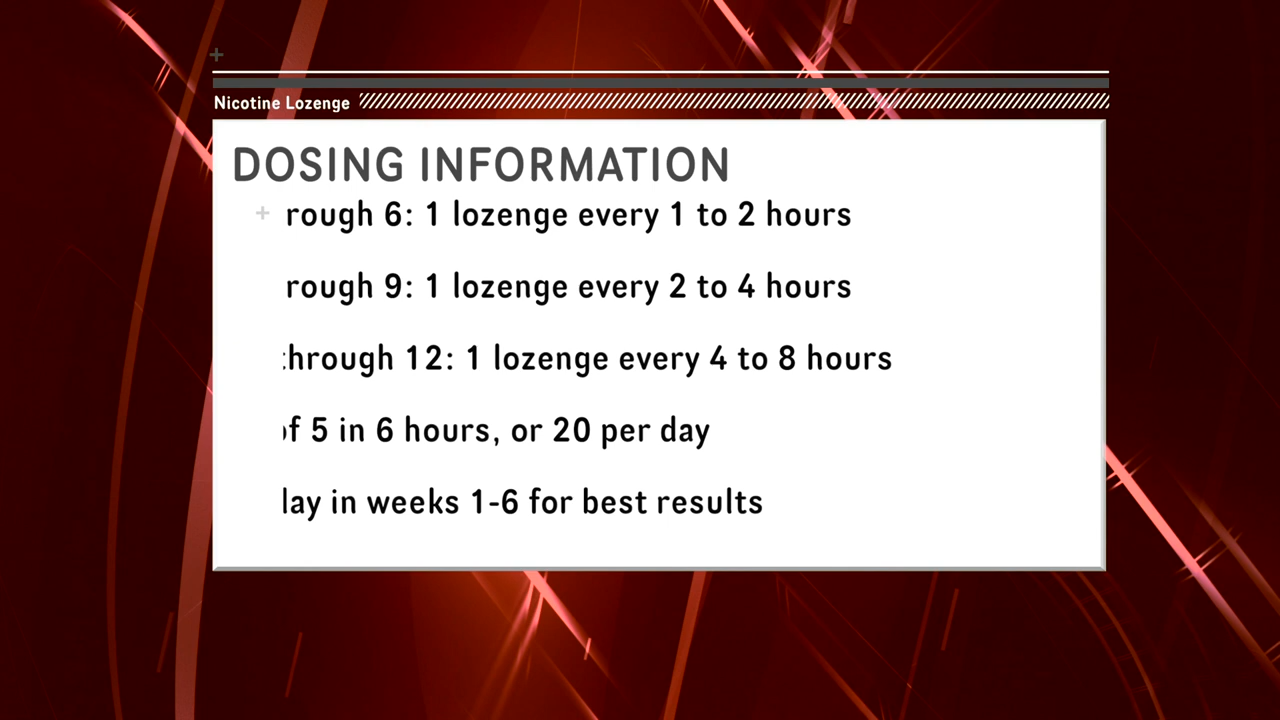 Nicotine Lozenge
DOSING INFORMATION
rough 6: 1 lozenge every 1 to 2 hours
rough 9: 1 lozenge every 2 to 4 hours
hrough 12: 1 lozenge every 4 to 8 hours
of 5 in 6 hours, or 20 per day
lay in weeks 1-6 for best results